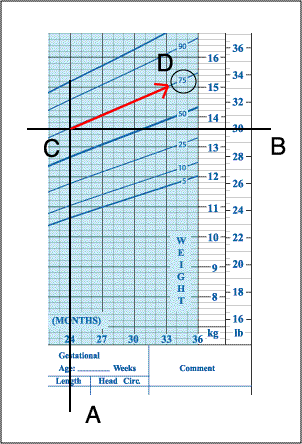 90
36
16
34
D
75
15
32
50
14
C
30
B
13
28
25
12
26
10
24
5
11
22
10
20
WEIGHT
9
18
8
16
(MONTHS)
24 27 30 33 36 kg lb
Gestational
Age: ______ Weeks Comment
Length Head Circ.
A